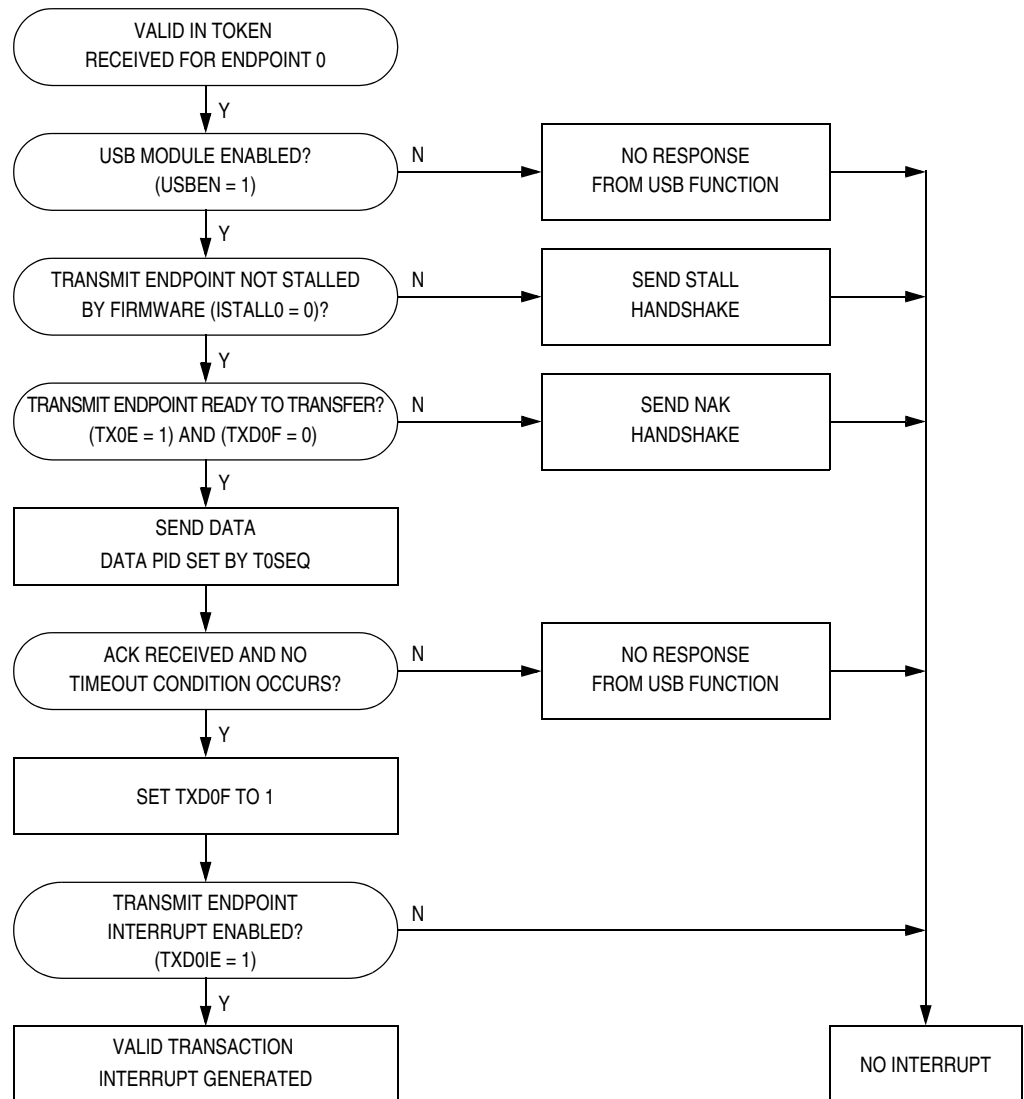 VALID IN TOKEN
RECEIVED FOR ENDPOINT 0
Y
USB MODULE ENABLED?
(USBEN = 1)
N
NO RESPONSE
FROM USB FUNCTION
Y
TRANSMIT ENDPOINT NOT STALLED
BY FIRMWARE (ISTALL0 = 0)?
N
SEND STALL
HANDSHAKE
Y
TRANSMIT ENDPOINT READY TO TRANSFER?
(TX0E = 1) AND (TXD0F = 0)
N
SEND NAK
HANDSHAKE
Y
SEND DATA
DATA PID SET BY T0SEQ
ACK RECEIVED AND NO
TIMEOUT CONDITION OCCURS?
N
NO RESPONSE
FROM USB FUNCTION
Y
SET TXD0F TO 1
TRANSMIT ENDPOINT
INTERRUPT ENABLED?
(TXD0IE = 1)
N
Y
VALID TRANSACTION
INTERRUPT GENERATED
NO INTERRUPT